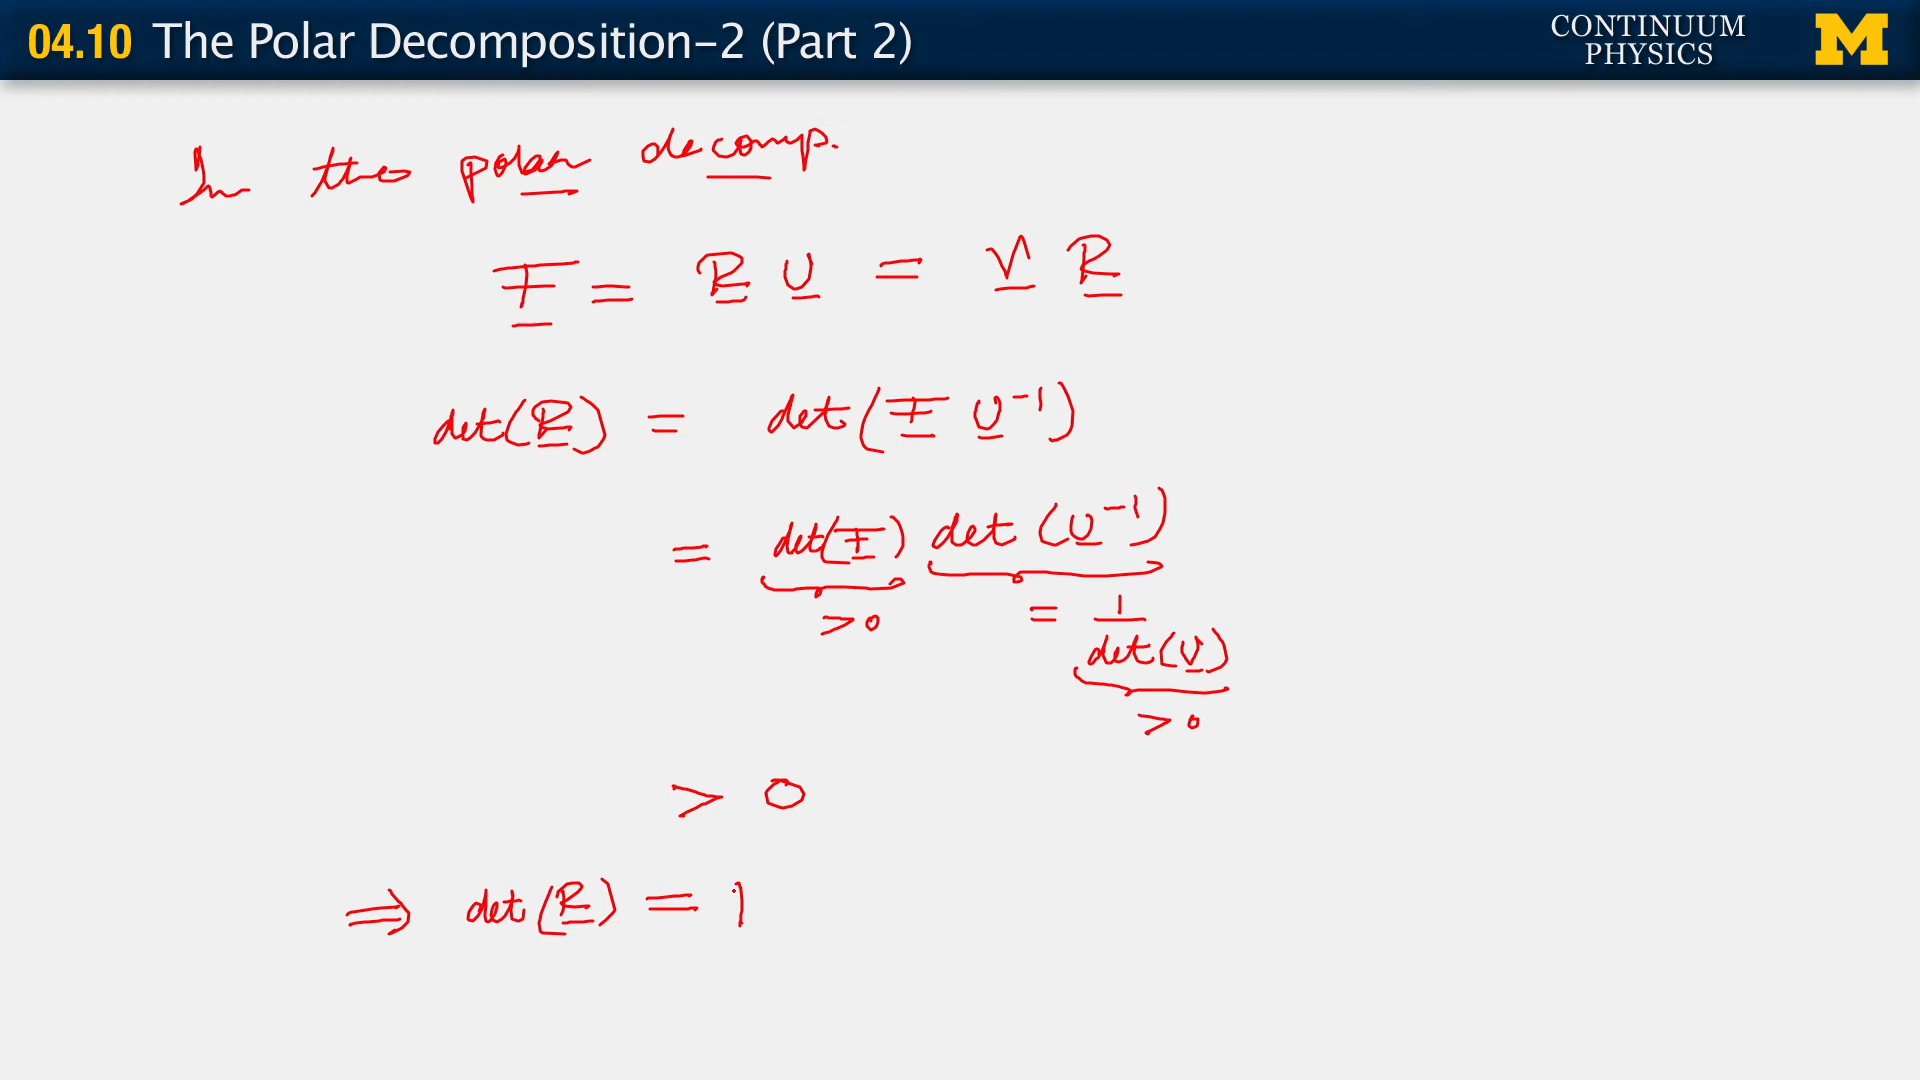 04.10 The Polar Decomposition-2 (Part 2)
CONTINUUM
PHYSICS
M
In the polar decomp.
F = R U = V R
det(R) = det(F U⁻¹)
= det(F) det(U⁻¹)
> 0 = 1 / det(U)
> 0
> 0
⇒ det(R) = 1